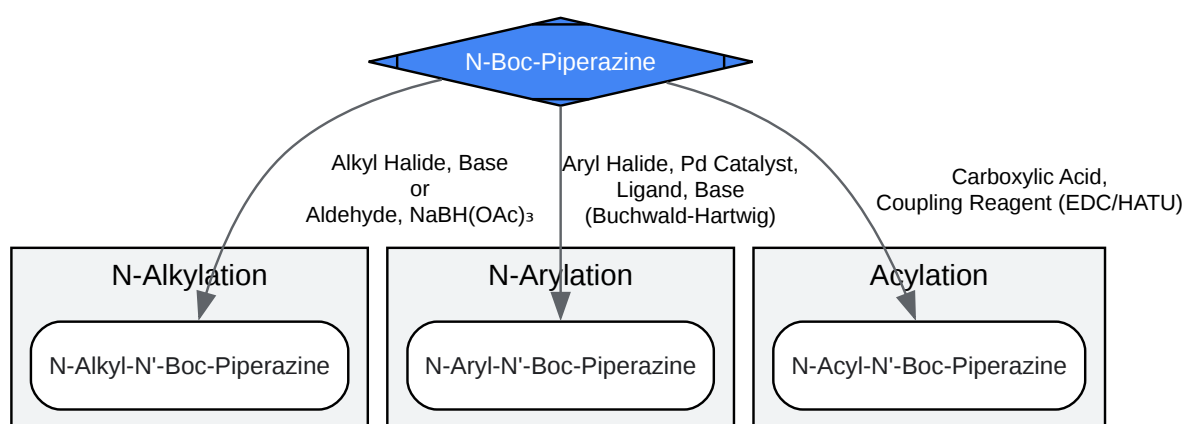 N-Boc-Piperazine
Alkyl Halide, Base
or
Aldehyde, NaBH(OAc)₃
Aryl Halide, Pd Catalyst,
Ligand, Base
(Buchwald-Hartwig)
Carboxylic Acid,
Coupling Reagent (EDC/HATU)
N-Alkylation
N-Arylation
Acylation
N-Alkyl-N'-Boc-Piperazine
N-Aryl-N'-Boc-Piperazine
N-Acyl-N'-Boc-Piperazine